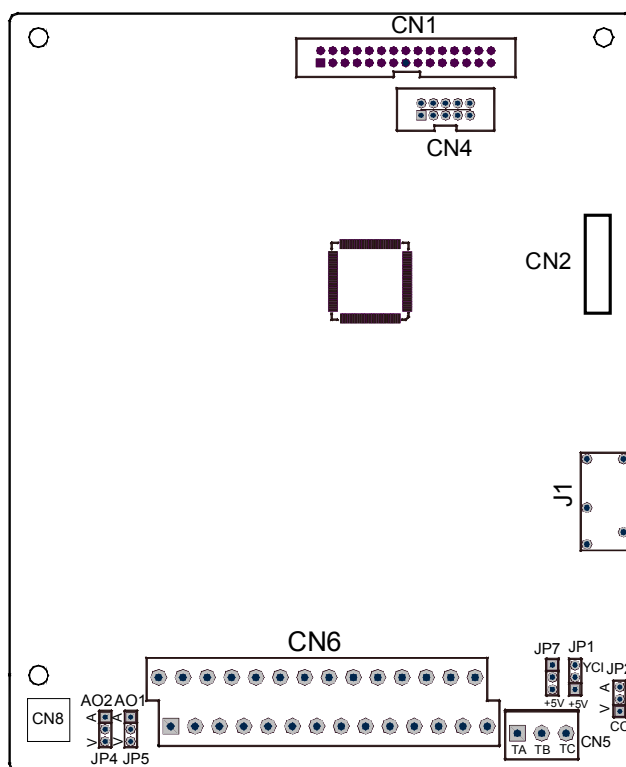 CN1
CN4
CN2
J1
CN6
JP7 JP1
YCI
JP2
+5V +5V
A
V
CN5
TA TB TC
AO2 AO1
A A
CN8
V V
JP4 JP5